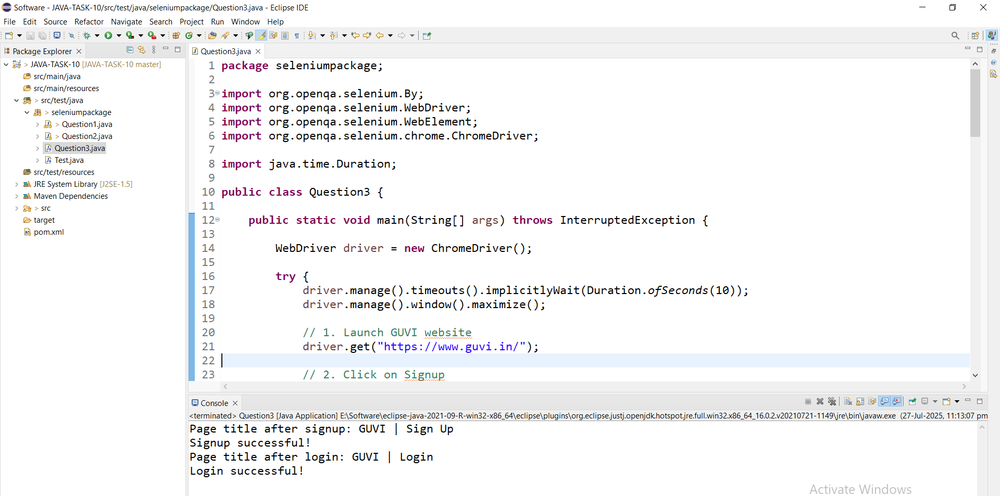 Software - JAVA-TASK-10/src/test/java/seleniumpackage/Question3.java - Eclipse IDE
File Edit Source Refactor Navigate Search Project Run Window Help
Package Explorer
> JAVA-TASK-10 [JAVA-TASK-10 master]
src/main/java
src/main/resources
> src/test/java
> seleniumpackage
> Question1.java
> Question2.java
Question3.java
Test.java
src/test/resources
JRE System Library [J2SE-1.5]
Maven Dependencies
> src
target
pom.xml
Question3.java
1 package seleniumpackage;
2
3 import org.openqa.selenium.By;
4 import org.openqa.selenium.WebDriver;
5 import org.openqa.selenium.WebElement;
6 import org.openqa.selenium.chrome.ChromeDriver;
7
8 import java.time.Duration;
9
10 public class Question3 {
11
12 public static void main(String[] args) throws InterruptedException {
13
14 WebDriver driver = new ChromeDriver();
15
16 try {
17 driver.manage().timeouts().implicitlyWait(Duration.ofSeconds(10));
18 driver.manage().window().maximize();
19
20 // 1. Launch GUVI website
21 driver.get("https://www.guvi.in/");
22
23 // 2. Click on Signup
Console
<terminated> Question3 [Java Application] E:\Software\eclipse-java-2021-09-R-win32-x86_64\eclipse\plugins\org.eclipse.justj.openjdk.hotspot.jre.full.win32.x86_64_16.0.2.v20210721-1149\jre\bin\javaw.exe (27-Jul-2025, 11:13:07 pm
Page title after signup: GUVI | Sign Up
Signup successful!
Page title after login: GUVI | Login
Login successful!
Activate Windows